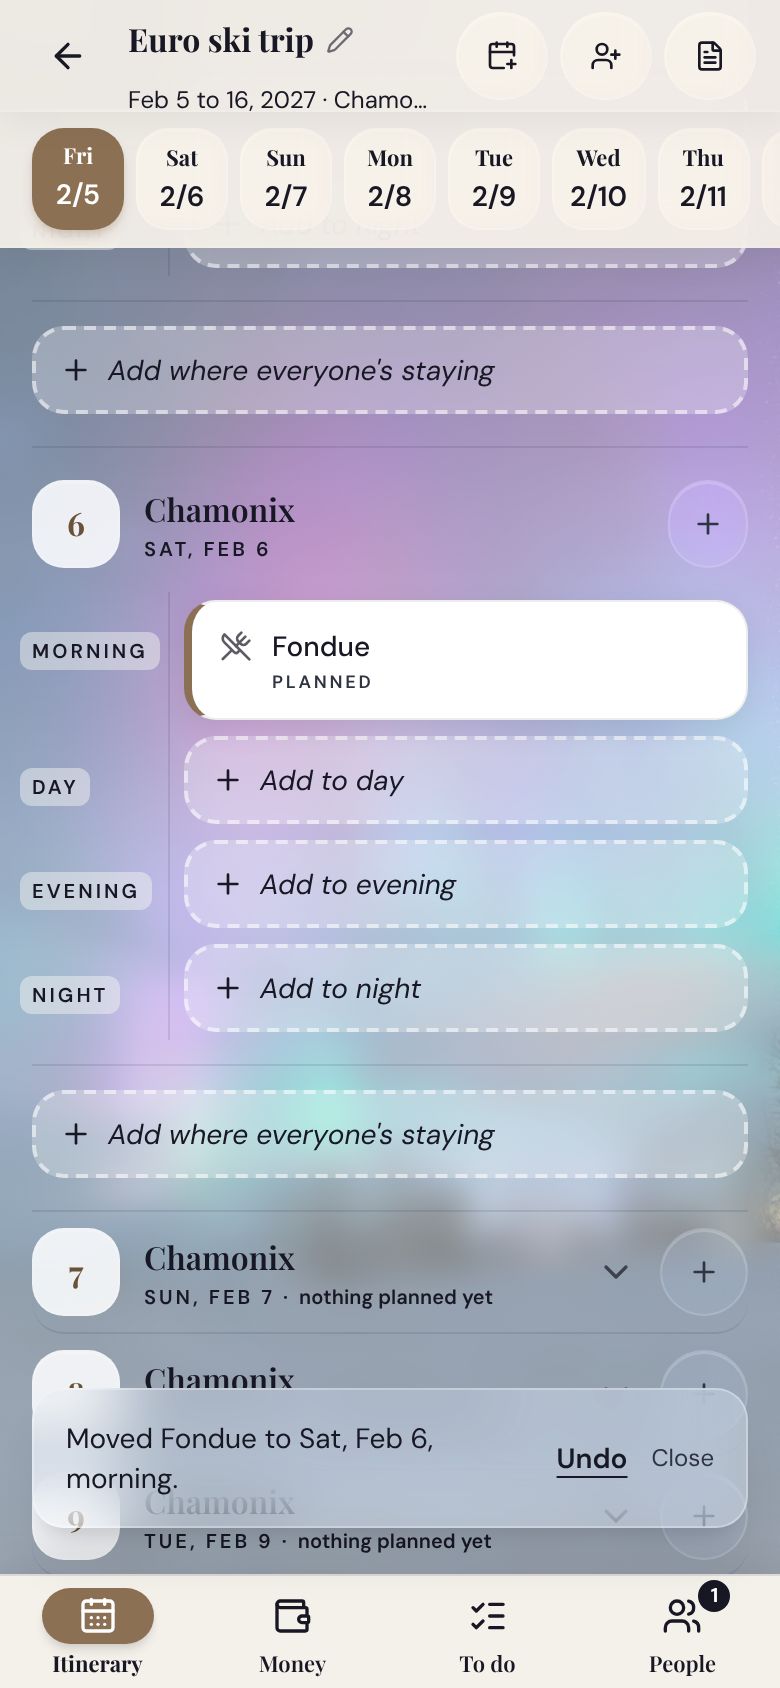 Euro ski trip
Feb 5 to 16, 2027 · Chamo...
Fri
2/5
Sat
2/6
Sun
2/7
Mon
2/8
Tue
2/9
Wed
2/10
Thu
2/11
Add where everyone's staying
6
Chamonix
SAT, FEB 6
MORNING
Fondue
PLANNED
DAY
Add to day
EVENING
Add to evening
NIGHT
Add to night
Add where everyone's staying
7
Chamonix
SUN, FEB 7 · nothing planned yet
Chamonix
Moved Fondue to Sat, Feb 6,
morning.
Undo
Close
9
Chamonix
TUE, FEB 9 · nothing planned yet
Itinerary
Money
To do
1
People